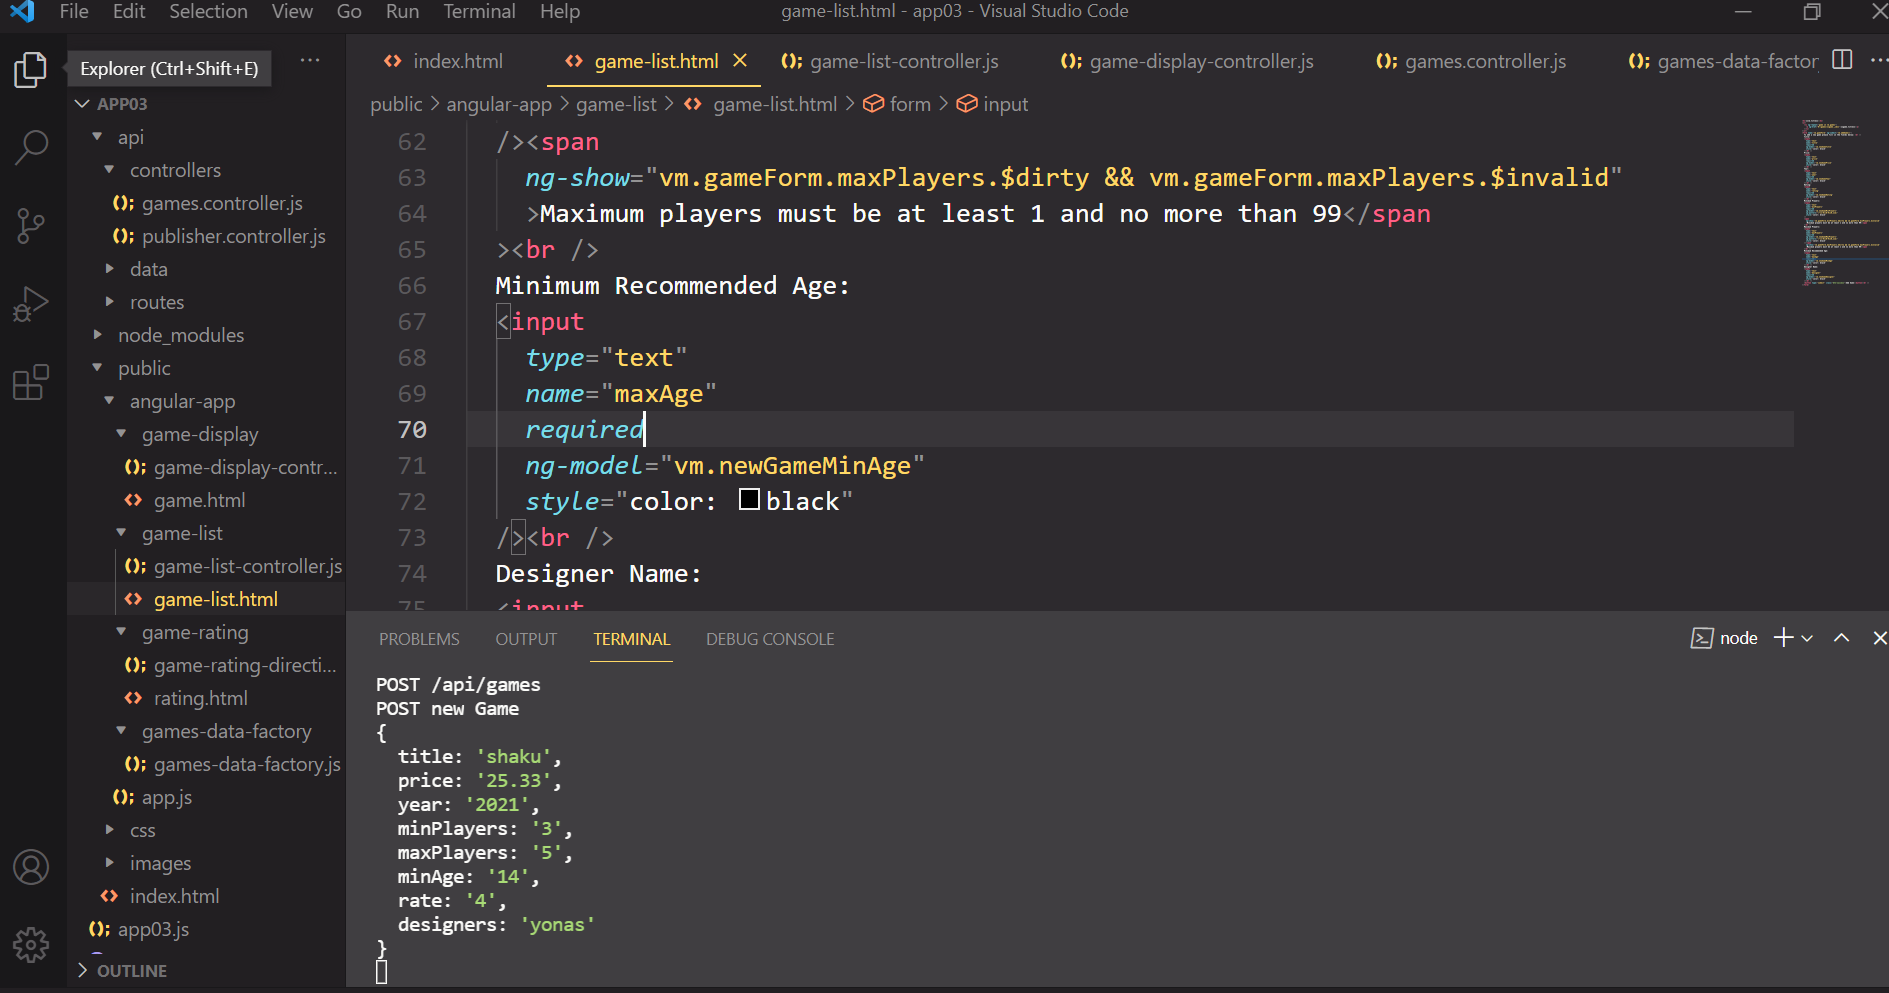 File Edit Selection View Go Run Terminal Help
game-list.html - app03 - Visual Studio Code
Explorer (Ctrl+Shift+E)
APP03
api
controllers
games.controller.js
publisher.controller.js
data
routes
node_modules
public
angular-app
game-display
game-display-contr...
game.html
game-list
game-list-controller.js
game-list.html
game-rating
game-rating-directi...
rating.html
games-data-factory
games-data-factory.js
app.js
css
images
index.html
app03.js
OUTLINE
index.html game-list.html game-list-controller.js game-display-controller.js games.controller.js games-data-factor
public > angular-app > game-list > game-list.html > form > input
62 /><span
63 ng-show="vm.gameForm.maxPlayers.$dirty && vm.gameForm.maxPlayers.$invalid"
64 >Maximum players must be at least 1 and no more than 99</span
65 ><br />
66 Minimum Recommended Age:
67 <input
68 type="text"
69 name="maxAge"
70 required
71 ng-model="vm.newGameMinAge"
72 style="color: black"
73 /><br />
74 Designer Name:
75 <input
PROBLEMS OUTPUT TERMINAL DEBUG CONSOLE
node
POST /api/games
POST new Game
{
title: 'shaku',
price: '25.33',
year: '2021',
minPlayers: '3',
maxPlayers: '5',
minAge: '14',
rate: '4',
designers: 'yonas'
}